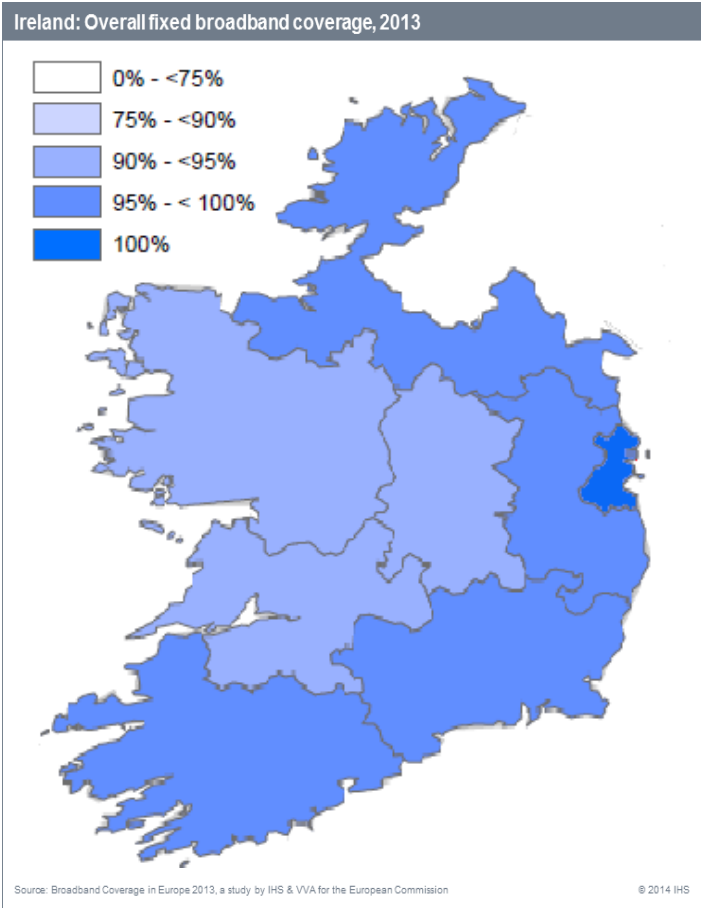 Ireland: Overall fixed broadband coverage, 2013
0% - <75%
75% - <90%
90% - <95%
95% - < 100%
100%
Source: Broadband Coverage in Europe 2013, a study by IHS & VVA for the European Commission
© 2014 IHS